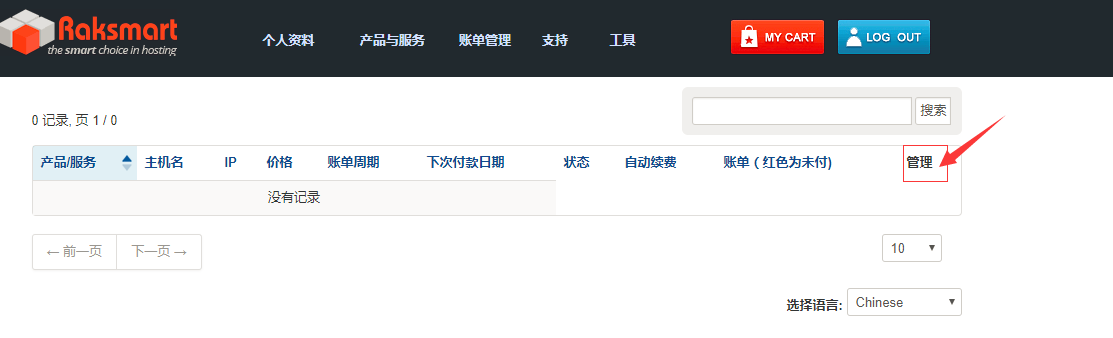 Raksmart
the smart choice in hosting
个人资料 产品与服务 账单管理 支持 工具 MY CART LOG OUT
搜索
0 记录, 页 1 / 0
产品/服务 主机名 IP 价格 账单周期 下次付款日期 状态 自动续费 账单 ( 红色为未付) 管理
没有记录
← 前一页 下一页 → 10
选择语言: Chinese